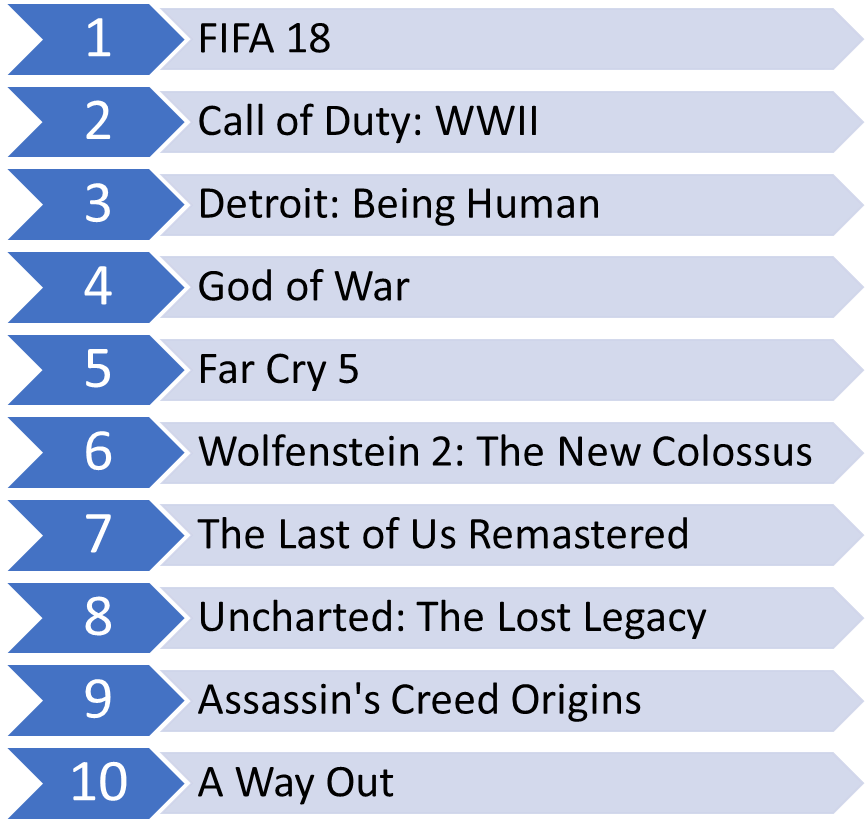 1 FIFA 18
2 Call of Duty: WWII
3 Detroit: Being Human
4 God of War
5 Far Cry 5
6 Wolfenstein 2: The New Colossus
7 The Last of Us Remastered
8 Uncharted: The Lost Legacy
9 Assassin's Creed Origins
10 A Way Out